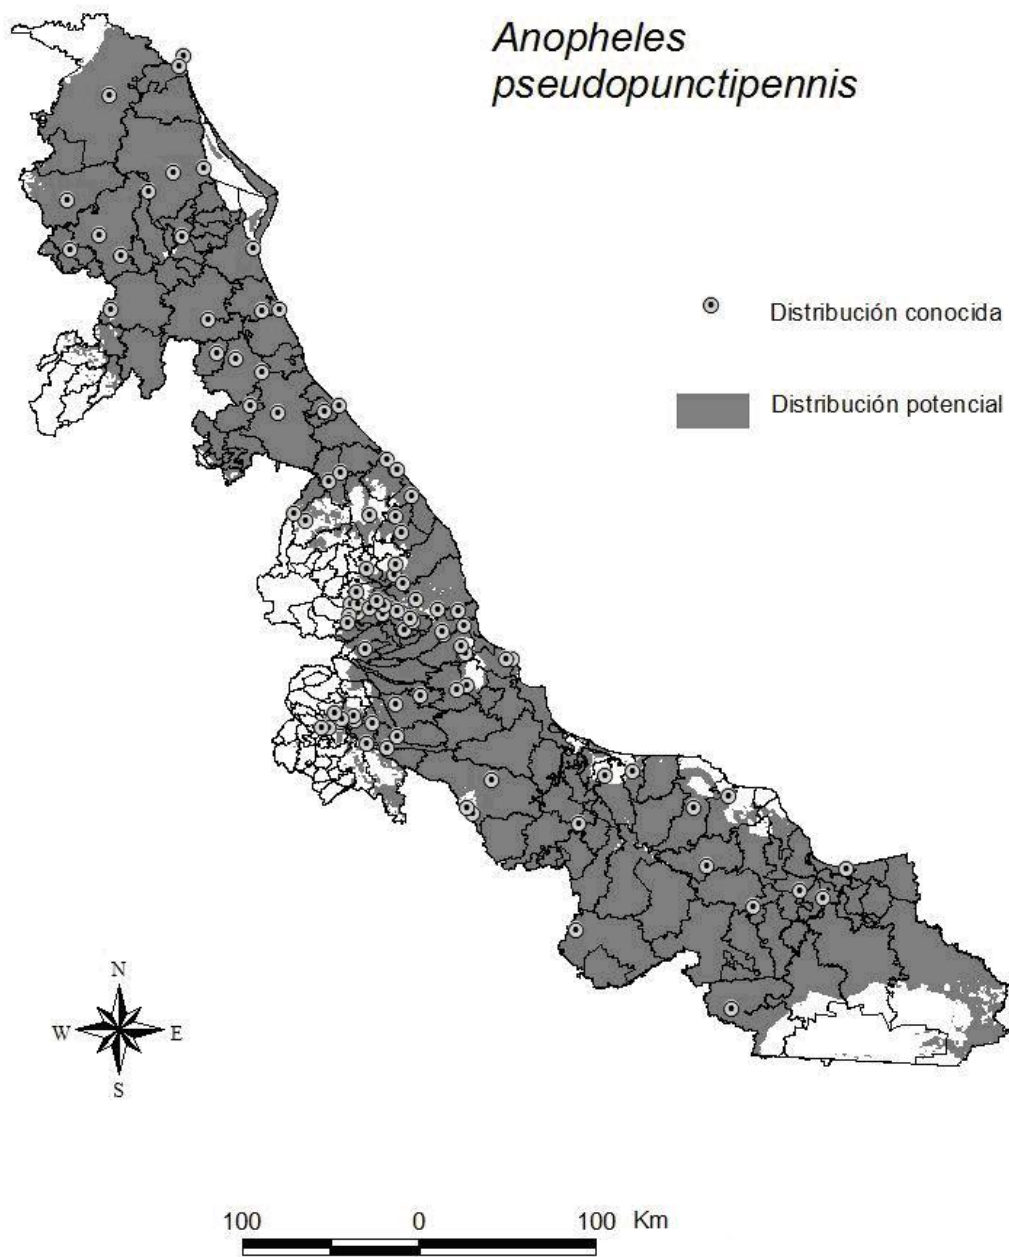 Anopheles
pseudopunctipennis
Distribución conocida
Distribución potencial
N
W E
S
100 0 100 Km